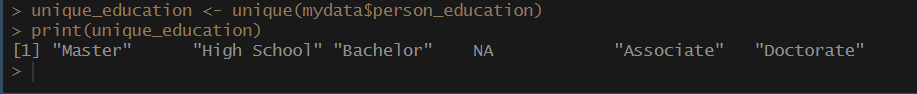 > unique_education <- unique(mydata$person_education)
> print(unique_education)
[1] "Master"      "High School" "Bachelor"    NA            "Associate"   "Doctorate"
>